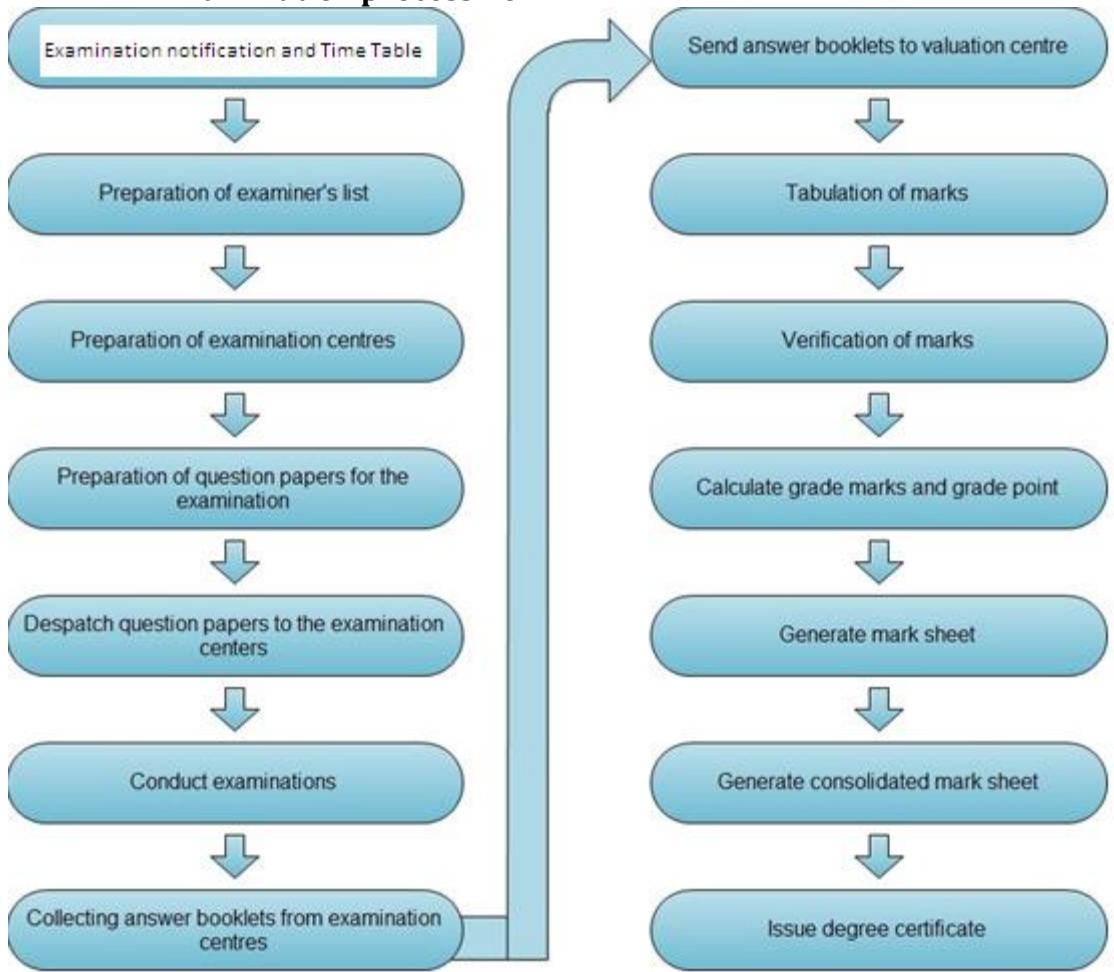 Examination notification and Time Table
Preparation of examiner's list
Preparation of examination centres
Preparation of question papers for the
examination
Despatch question papers to the examination
centers
Conduct examinations
Collecting answer booklets from examination
centres
Send answer booklets to valuation centre
Tabulation of marks
Verification of marks
Calculate grade marks and grade point
Generate mark sheet
Generate consolidated mark sheet
Issue degree certificate